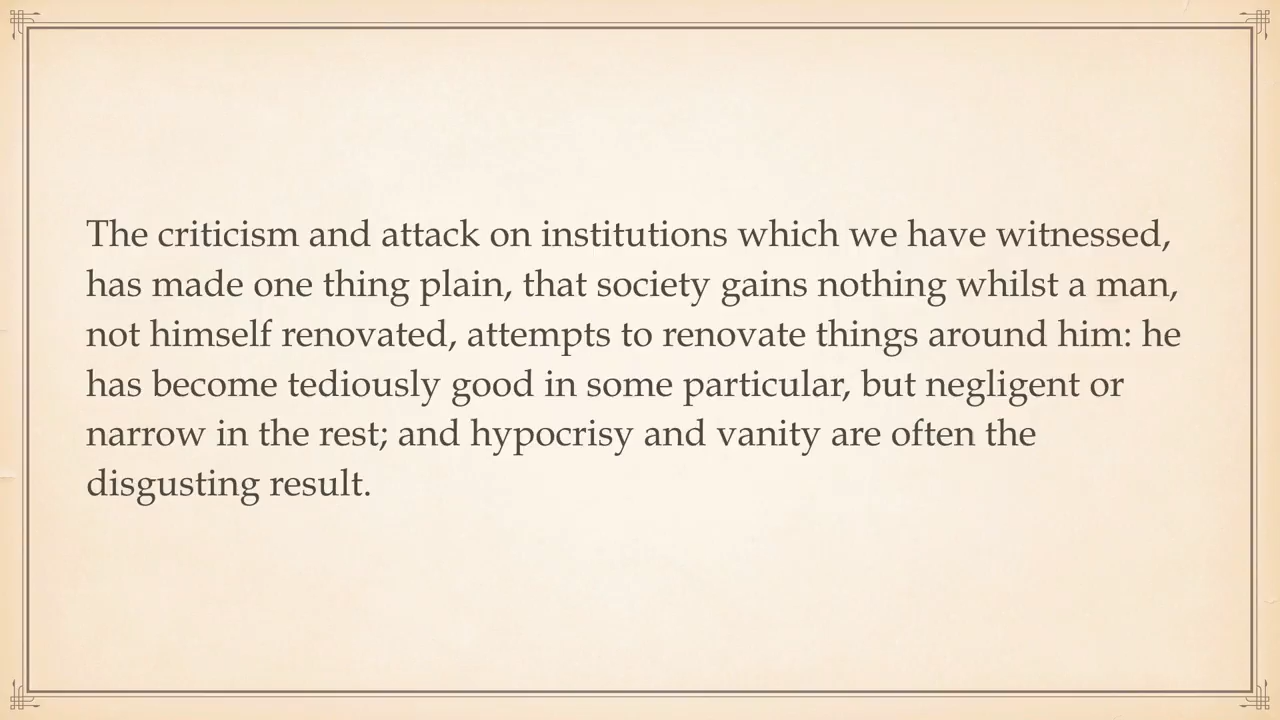 The criticism and attack on institutions which we have witnessed,
has made one thing plain, that society gains nothing whilst a man,
not himself renovated, attempts to renovate things around him: he
has become tediously good in some particular, but negligent or
narrow in the rest; and hypocrisy and vanity are often the
disgusting result.